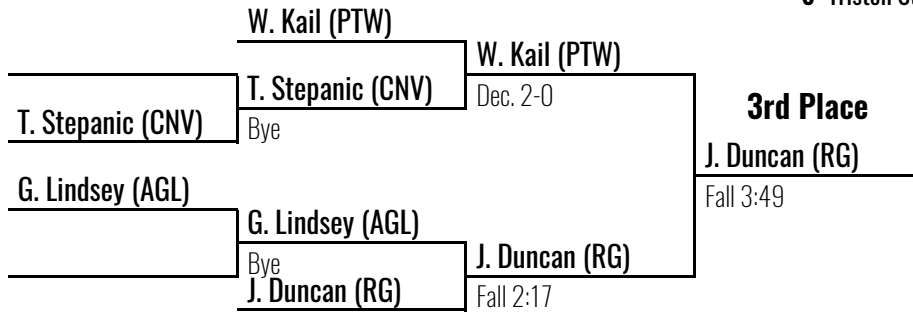 W. Kail (PTW)
W. Kail (PTW)
T. Stepanic (CNV)
Dec. 2-0
3rd Place
T. Stepanic (CNV)
Bye
J. Duncan (RG)
G. Lindsey (AGL)
Fall 3:49
G. Lindsey (AGL)
Bye
J. Duncan (RG)
J. Duncan (RG)
Fall 2:17